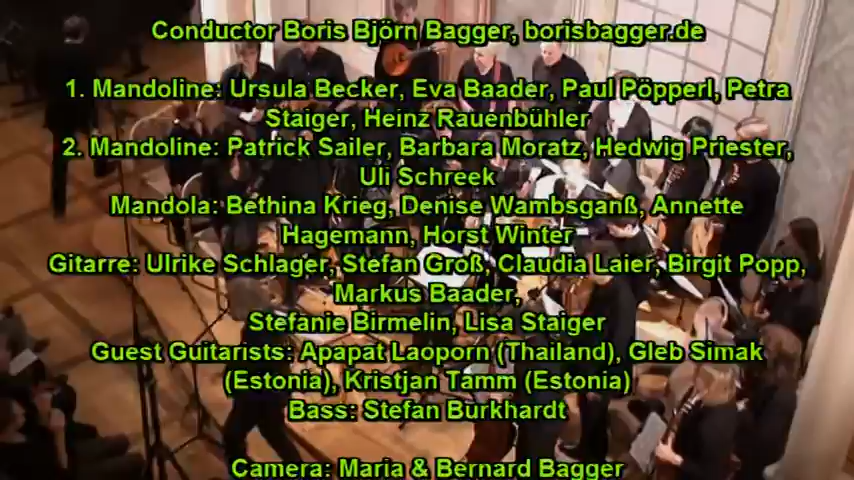 Conductor Boris Björn Bagger, borisbagger.de
1. Mandoline: Ursula Becker, Eva Baader, Paul Pöpperl, Petra
Staiger, Heinz Rauenbühler
2. Mandoline: Patrick Sailer, Barbara Moratz, Hedwig Priester,
Uli Schreek
Mandola: Bethina Krieg, Denise Wambsganß, Annette
Hagemann, Horst Winter
Gitarre: Ulrike Schlager, Stefan Groß, Claudia Laier, Birgit Popp,
Markus Baader,
Stefanie Birmelin, Lisa Staiger
Guest Guitarists: Apapat Laoporn (Thailand), Gleb Simak
(Estonia), Kristjan Tamm (Estonia)
Bass: Stefan Burkhardt
Camera: Maria & Bernard Bagger